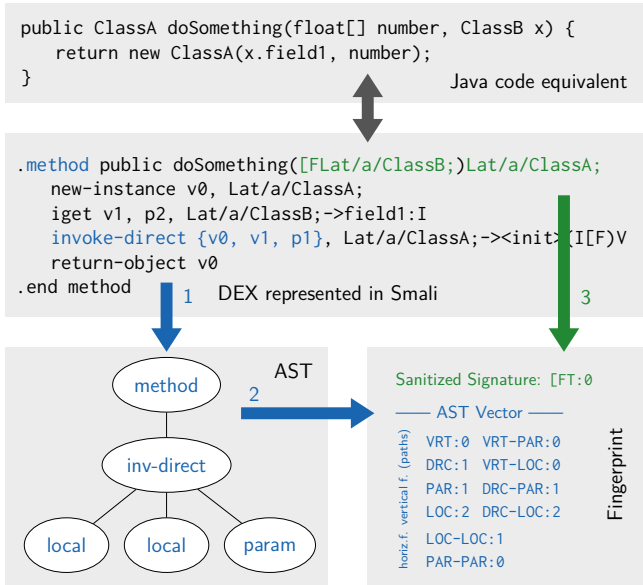 public ClassA doSomething(float[] number, ClassB x) {
return new ClassA(x.field1, number);
}
Java code equivalent
.method public doSomething([FLat/a/ClassB;)Lat/a/ClassA;
new-instance v0, Lat/a/ClassA;
iget v1, p2, Lat/a/ClassB;->field1:I
invoke-direct {v0, v1, p1}, Lat/a/ClassA;-><init>(I[F)V
return-object v0
.end method
DEX represented in Smali
1
3
AST
method
2
inv-direct
local local param
Sanitized Signature: [FT:0
AST Vector
VRT:0 VRT-PAR:0
DRC:1 VRT-LOC:0
PAR:1 DRC-PAR:1
LOC:2 DRC-LOC:2
LOC-LOC:1
PAR-PAR:0
horiz.f. vertical f. (paths)
Fingerprint